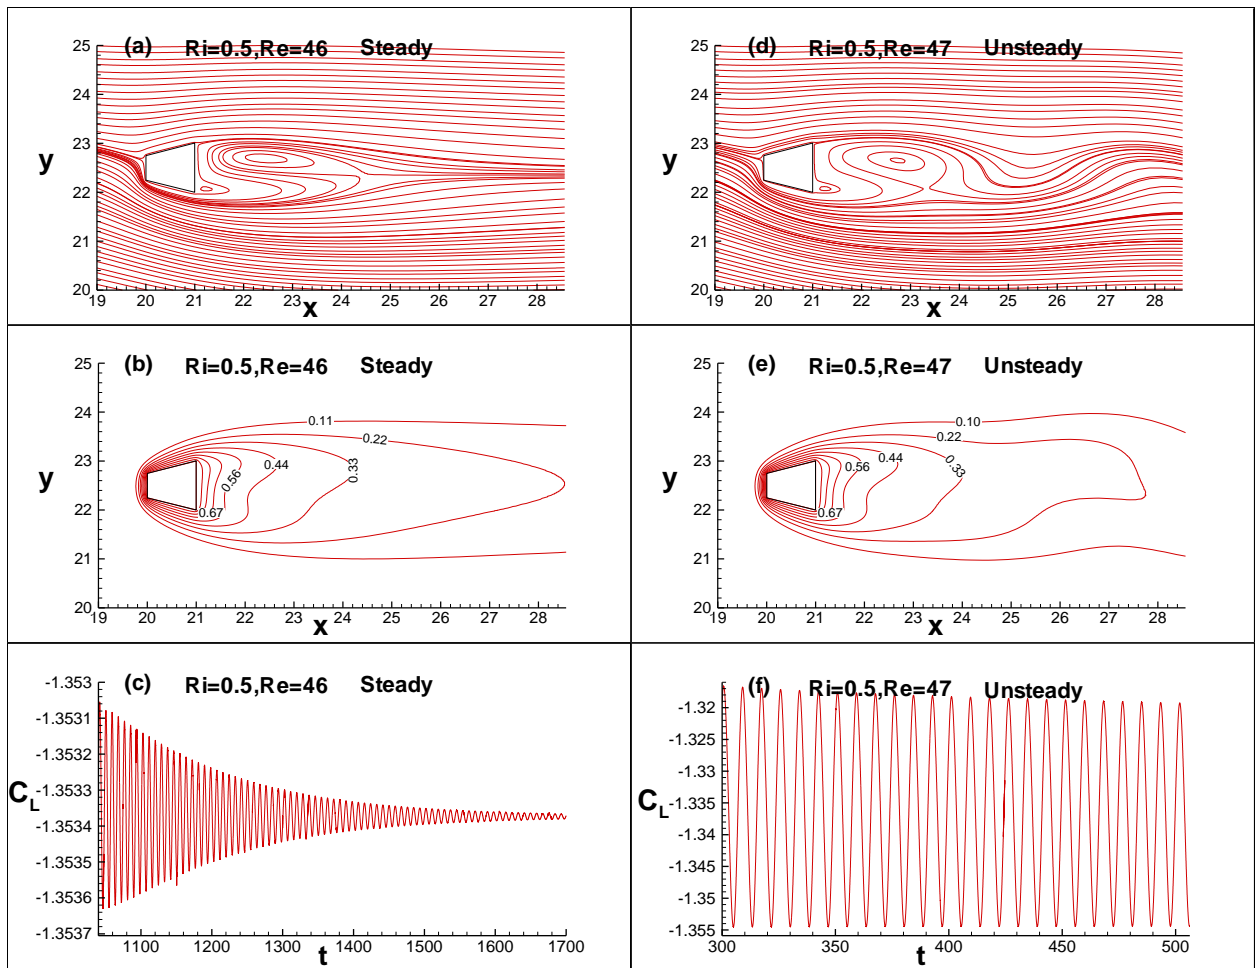 (a) Ri=0.5,Re=46 Steady
25
24
23
22
21
20
y
19 20 21 22 23 24 25 26 27 28
x
(d) Ri=0.5,Re=47 Unsteady
25
24
23
22
21
20
y
19 20 21 22 23 24 25 26 27 28
x
(b) Ri=0.5,Re=46 Steady
25
24
23
22
21
20
y
0.11
0.22
0.33
0.44
0.56
0.67
19 20 21 22 23 24 25 26 27 28
x
(e) Ri=0.5,Re=47 Unsteady
25
24
23
22
21
20
y
0.10
0.22
0.33
0.44
0.56
0.67
19 20 21 22 23 24 25 26 27 28
x
(c) Ri=0.5,Re=46 Steady
-1.353
-1.3531
-1.3532
-1.3533
-1.3534
-1.3535
-1.3536
-1.3537
CL
1100 1200 1300 1400 1500 1600 1700
t
(f) Ri=0.5,Re=47 Unsteady
-1.32
-1.325
-1.33
-1.335
-1.34
-1.345
-1.35
-1.355
CL
300 350 400 450 500
t